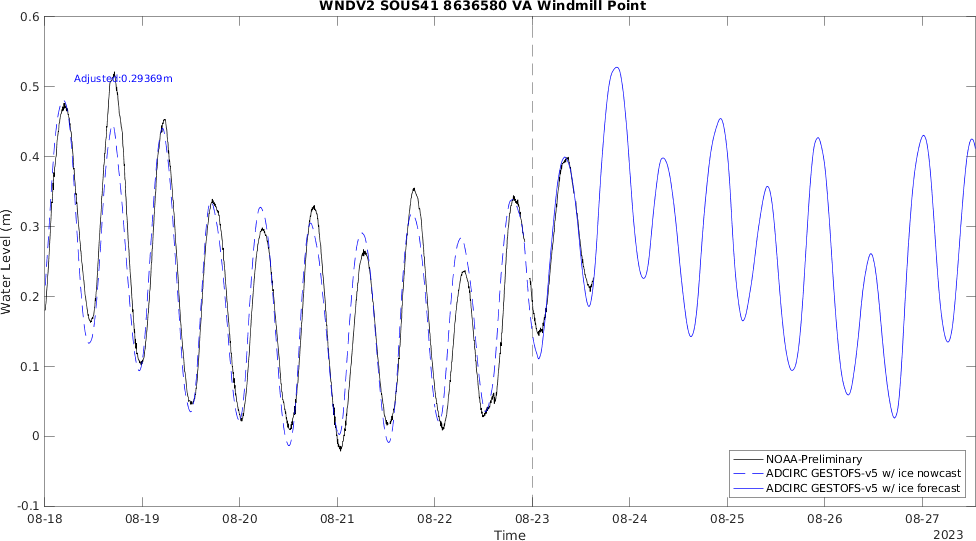 WNDV2 SOUS41 8636580 VA Windmill Point
0.6
0.5
0.4
0.3
0.2
0.1
0
-0.1
Water Level (m)
Adjusted:0.29369m
NOAA-Preliminary
ADCIRC GESTOFS-v5 w/ ice nowcast
ADCIRC GESTOFS-v5 w/ ice forecast
08-18 08-19 08-20 08-21 08-22 08-23 08-24 08-25 08-26 08-27
Time
2023